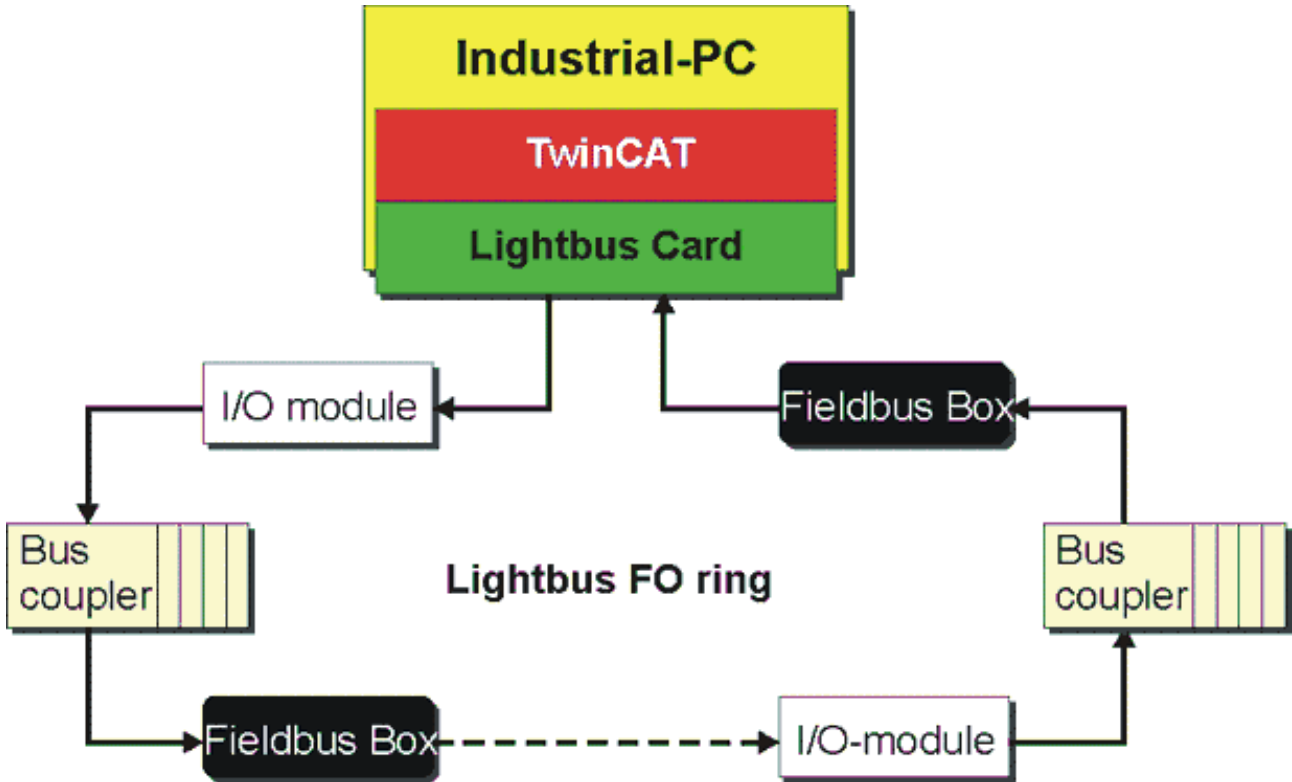 Industrial-PC
TwinCAT
Lightbus Card
I/O module
Fieldbus Box
Bus
coupler
Lightbus FO ring
Bus
coupler
Fieldbus Box
I/O-module